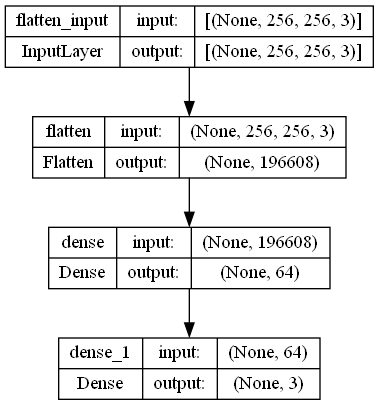 flatten_input input: [(None, 256, 256, 3)]
InputLayer output: [(None, 256, 256, 3)]
flatten input: (None, 256, 256, 3)
Flatten output: (None, 196608)
dense input: (None, 196608)
Dense output: (None, 64)
dense_1 input: (None, 64)
Dense output: (None, 3)